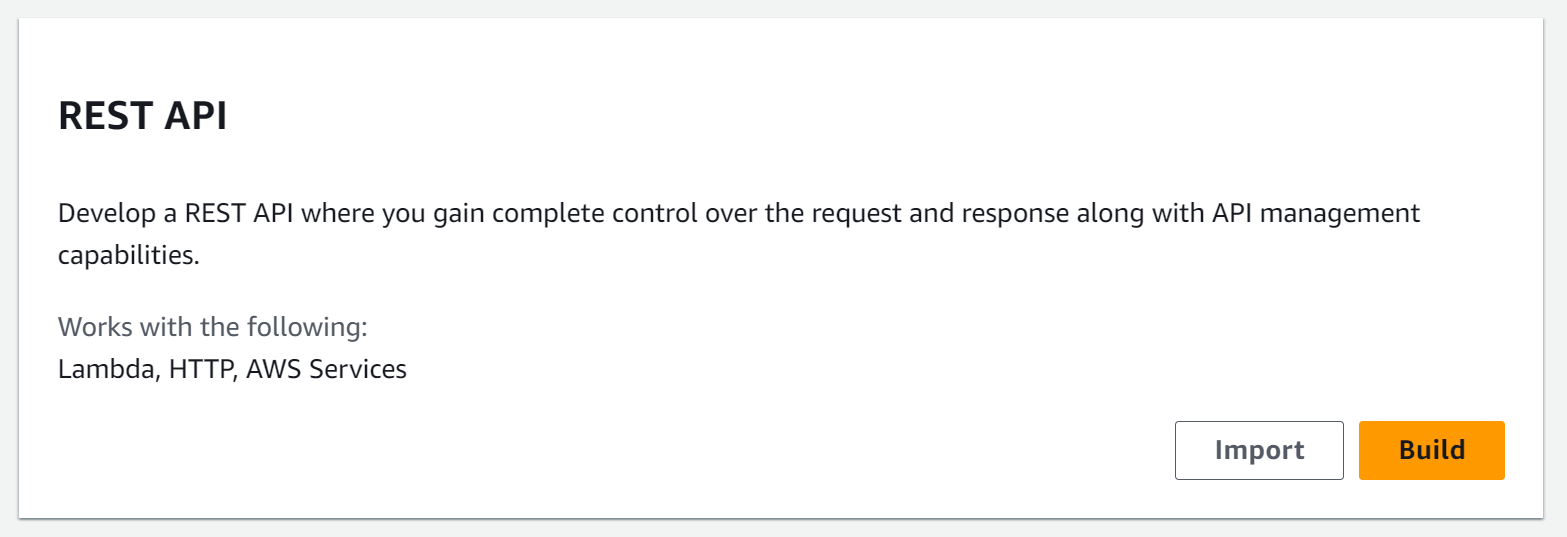 REST API
Develop a REST API where you gain complete control over the request and response along with API management
capabilities.
Works with the following:
Lambda, HTTP, AWS Services
Import
Build